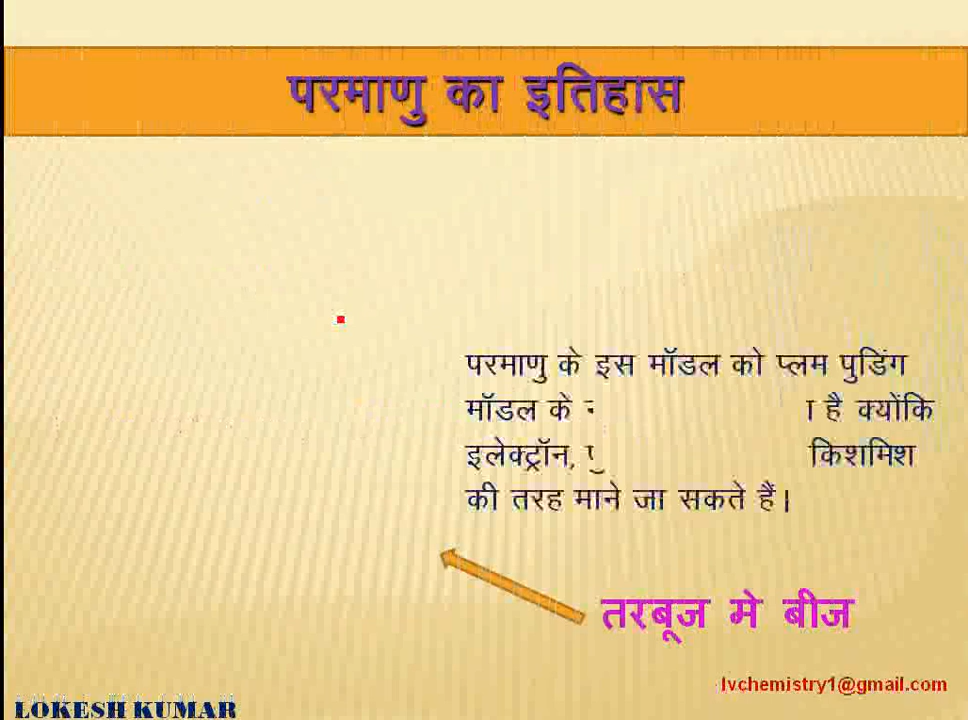 परमाणु का इतिहास
परमाणु के इस मॉडल को प्लम पुडिंग
मॉडल के है क्योंकि
इलेक्ट्रॉन, किशमिश
की तरह माने जा सकते हैं।
तरबूज मे बीज
lvchemistry1@gmail.com
LOKESH KUMAR